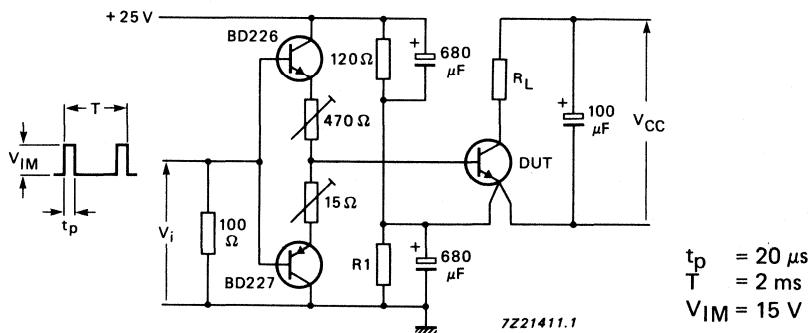 + 25 V
BD226
120 Ω
+ 680 μF
T
470 Ω
R_L
+ 100 μF
V_CC
V_IM
DUT
t_p
V_i
100 Ω
15 Ω
BD227
R1
+ 680 μF
t_p = 20 μs
T = 2 ms
V_IM = 15 V
7Z21411.1